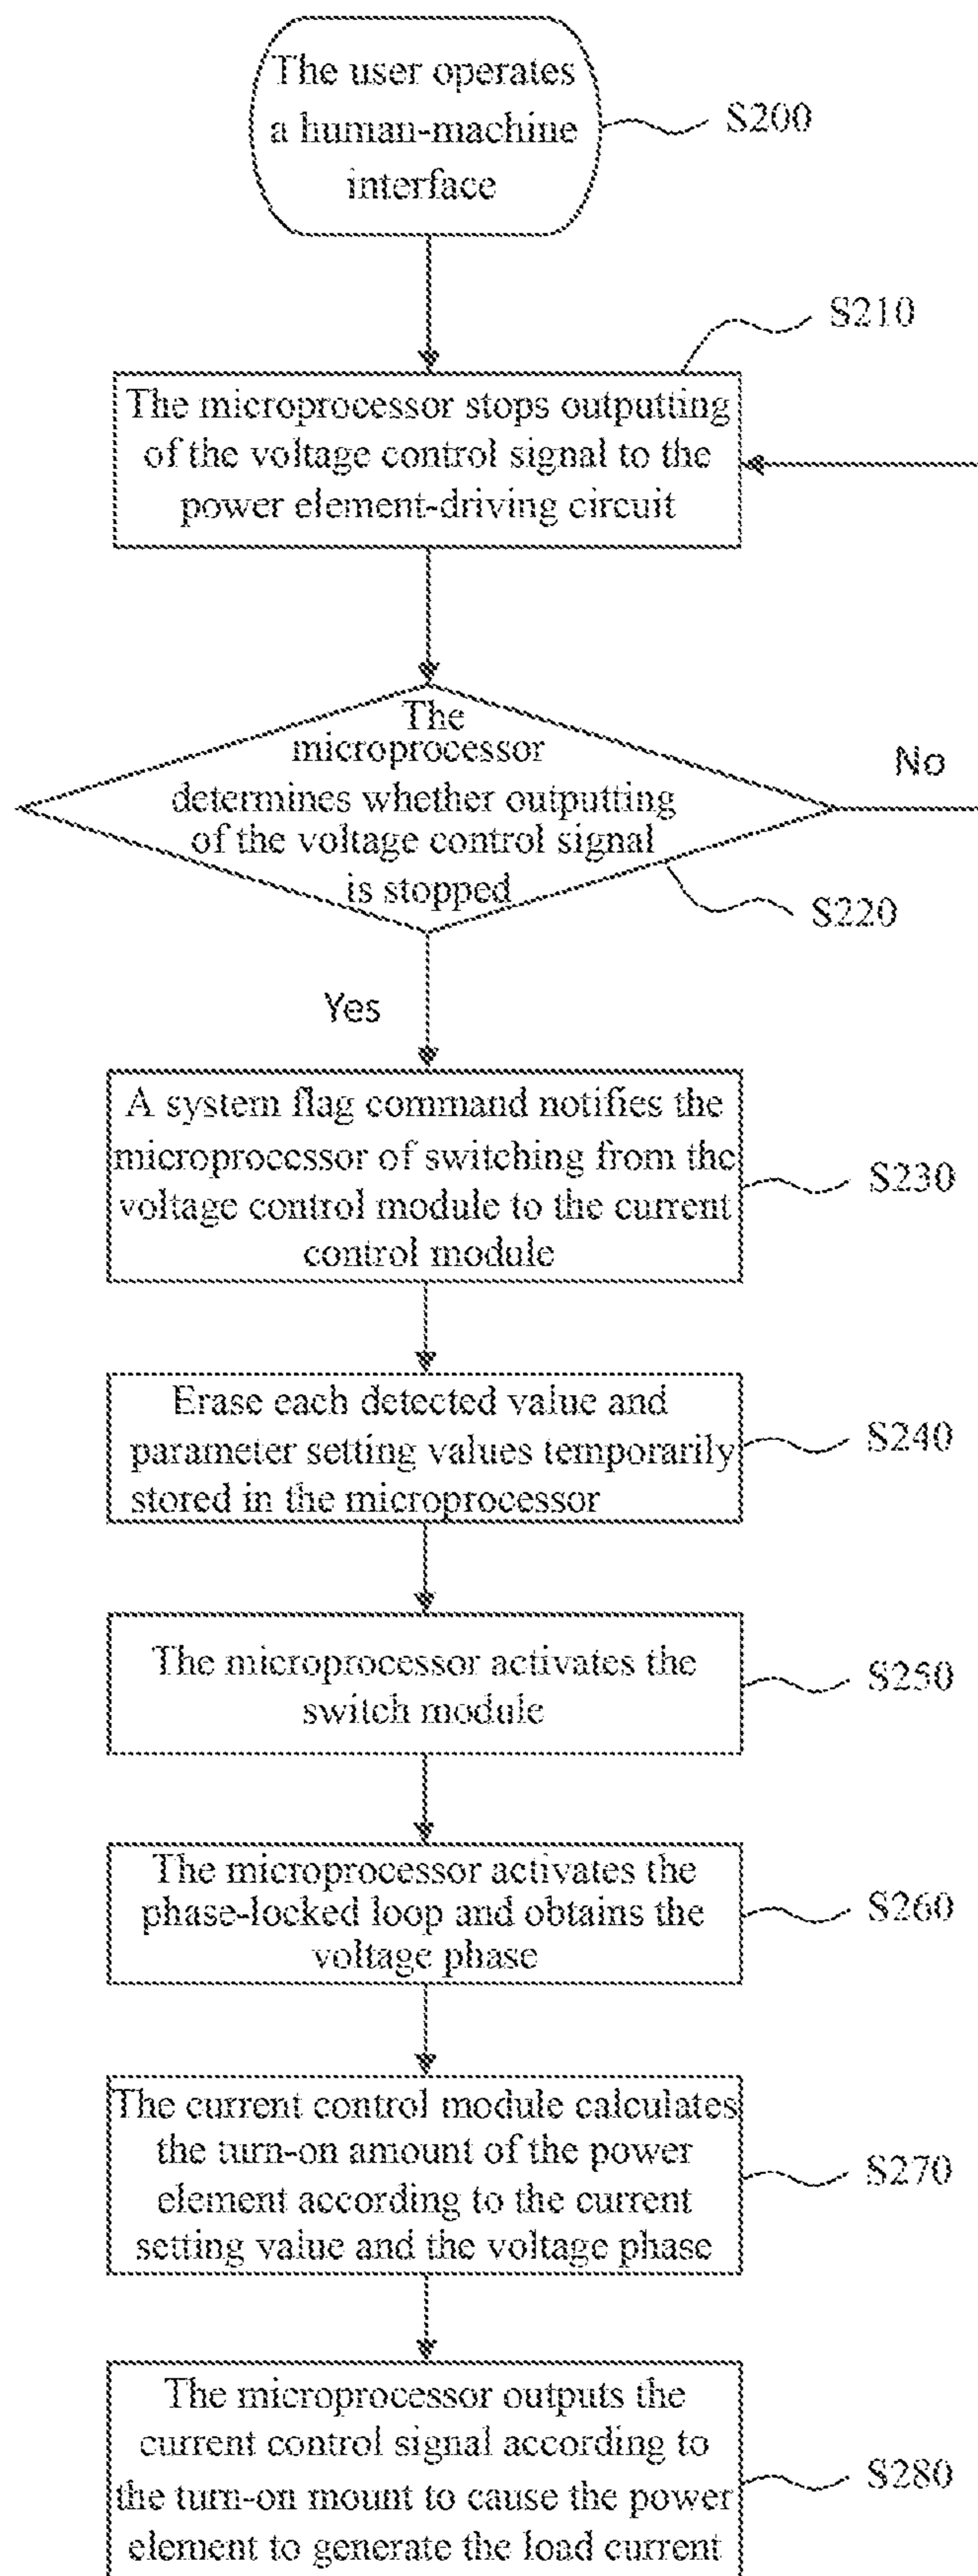 The user operates
a human-machine
interface
S200
S210
The microprocessor stops outputting
of the voltage control signal to the
power element-driving circuit
The
microprocessor
determines whether outputting
of the voltage control signal
is stopped
No
S220
Yes
A system flag command notifies the
microprocessor of switching from the
voltage control module to the current
control module
S230
Erase each detected value and
parameter setting values temporarily
stored in the microprocessor
S240
The microprocessor activates the
switch module
S250
The microprocessor activates the
phase-locked loop and obtains the
voltage phase
S260
The current control module calculates
the turn-on amount of the power
element according to the current
setting value and the voltage phase
S270
The microprocessor outputs the
current control signal according to
the turn-on mount to cause the power
element to generate the load current
S280